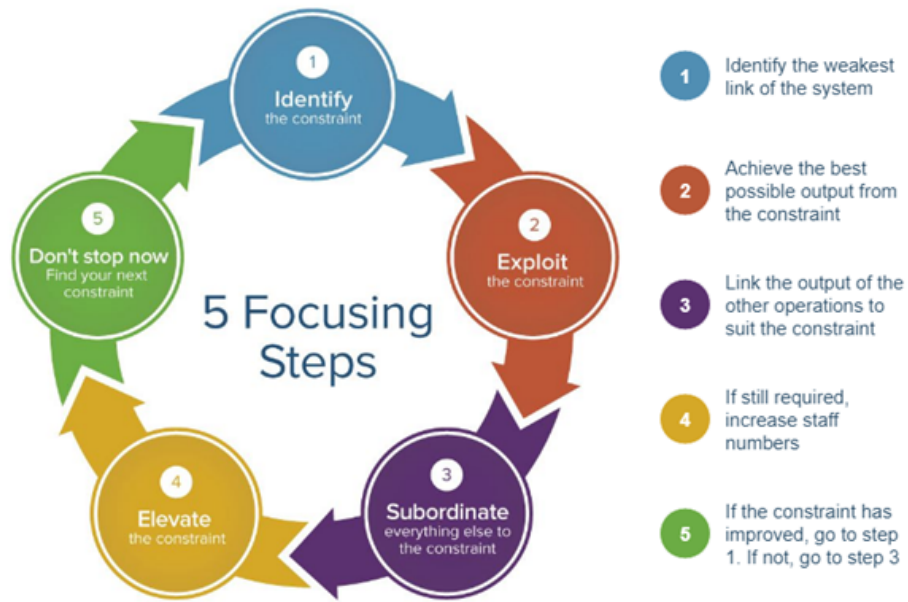 1
Identify
the constraint
2
Exploit
the constraint
3
Subordinate
everything else to
the constraint
4
Elevate
the constraint
5
Don't stop now
Find your next
constraint
5 Focusing
Steps
1
Identify the weakest
link of the system
2
Achieve the best
possible output from
the constraint
3
Link the output of the
other operations to
suit the constraint
4
If still required,
increase staff
numbers
5
If the constraint has
improved, go to step
1. If not, go to step 3